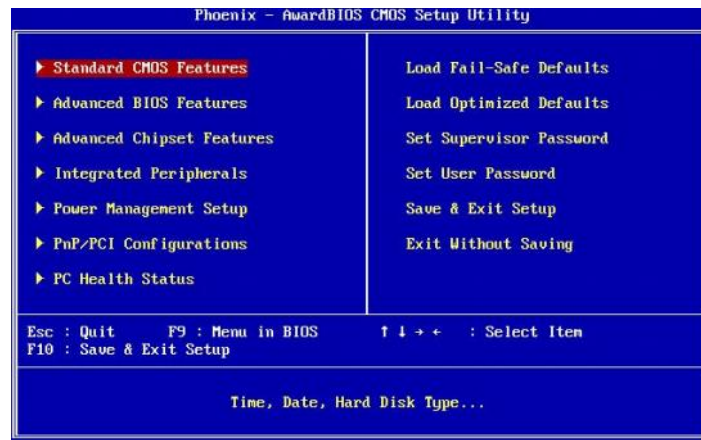 Phoenix - AwardBIOS CMOS Setup Utility
Standard CMOS Features
Advanced BIOS Features
Advanced Chipset Features
Integrated Peripherals
Power Management Setup
PnP/PCI Configurations
PC Health Status
Load Fail-Safe Defaults
Load Optimized Defaults
Set Supervisor Password
Set User Password
Save & Exit Setup
Exit Without Saving
Esc : Quit F9 : Menu in BIOS ↑ ↓ → ← : Select Item
F10 : Save & Exit Setup
Time, Date, Hard Disk Type...